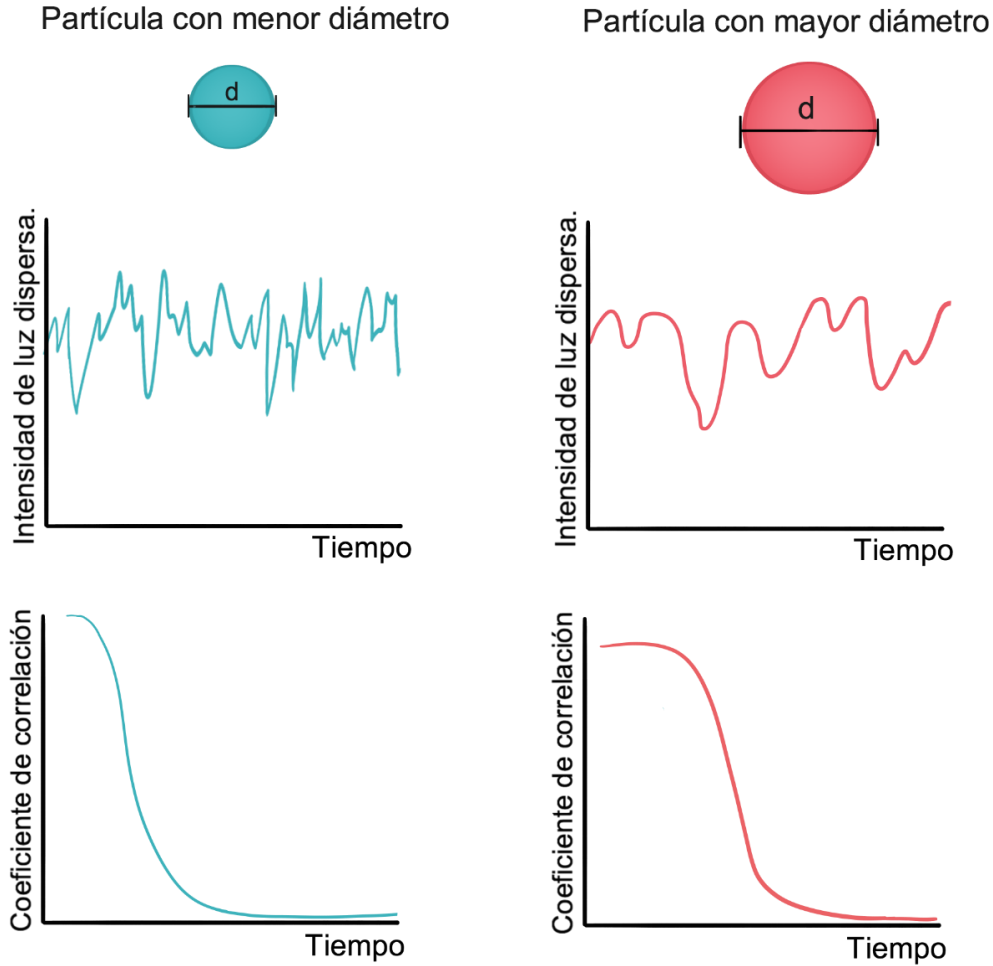 Partícula con menor diámetro
Partícula con mayor diámetro
d
d
Intensidad de luz dispersa.
Tiempo
Intensidad de luz dispersa.
Tiempo
Coeficiente de correlación
Tiempo
Coeficiente de correlación
Tiempo